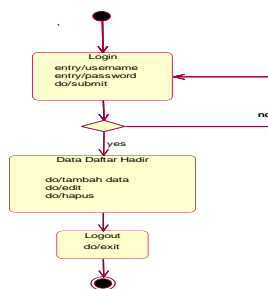 Login
entry/username
entry/password
do/submit
yes
Data Daftar Hadir
do/tambah data
do/edit
do/hapus
Logout
do/exit